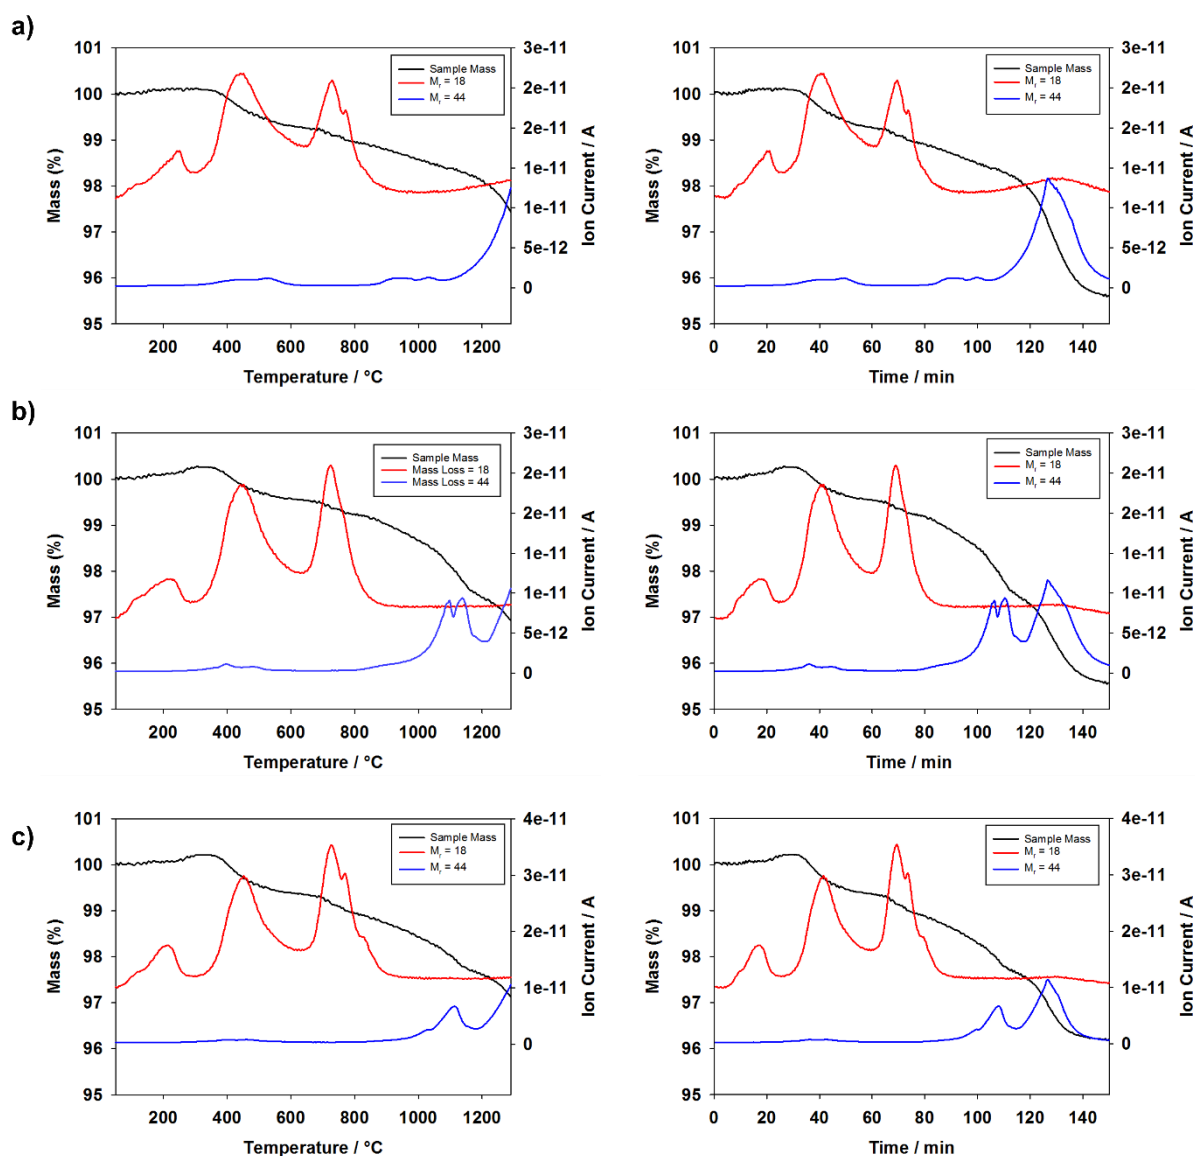 a)
101
100
99
98
97
96
95
Mass (%)
3e-11
2e-11
2e-11
1e-11
1e-11
5e-12
0
Ion Current / A
Sample Mass
Mr = 18
Mr = 44
200 400 600 800 1000 1200
Temperature / °C
101
100
99
98
97
96
95
Mass (%)
3e-11
2e-11
2e-11
1e-11
1e-11
5e-12
0
Ion Current / A
Sample Mass
Mr = 18
Mr = 44
0 20 40 60 80 100 120 140
Time / min
b)
101
100
99
98
97
96
95
Mass (%)
3e-11
2e-11
2e-11
1e-11
1e-11
5e-12
0
Ion Current / A
Sample Mass
Mass Loss = 18
Mass Loss = 44
200 400 600 800 1000 1200
Temperature / °C
101
100
99
98
97
96
95
Mass (%)
3e-11
2e-11
2e-11
1e-11
1e-11
5e-12
0
Ion Current / A
Sample Mass
Mr = 18
Mr = 44
0 20 40 60 80 100 120 140
Time / min
c)
101
100
99
98
97
96
95
Mass (%)
4e-11
3e-11
2e-11
1e-11
0
Ion Current / A
Sample Mass
Mr = 18
Mr = 44
200 400 600 800 1000 1200
Temperature / °C
101
100
99
98
97
96
95
Mass (%)
4e-11
3e-11
2e-11
1e-11
0
Ion Current / A
Sample Mass
Mr = 18
Mr = 44
0 20 40 60 80 100 120 140
Time / min